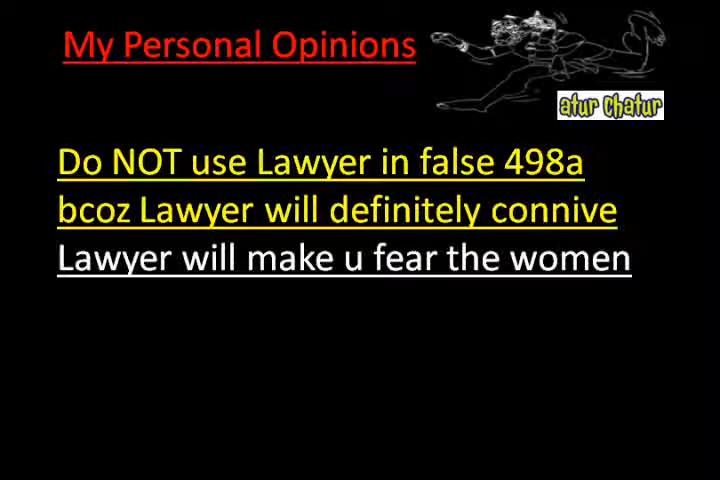 My Personal Opinions
atur chatur
Do NOT use Lawyer in false 498a
bcoz Lawyer will definitely connive
Lawyer will make u fear the women